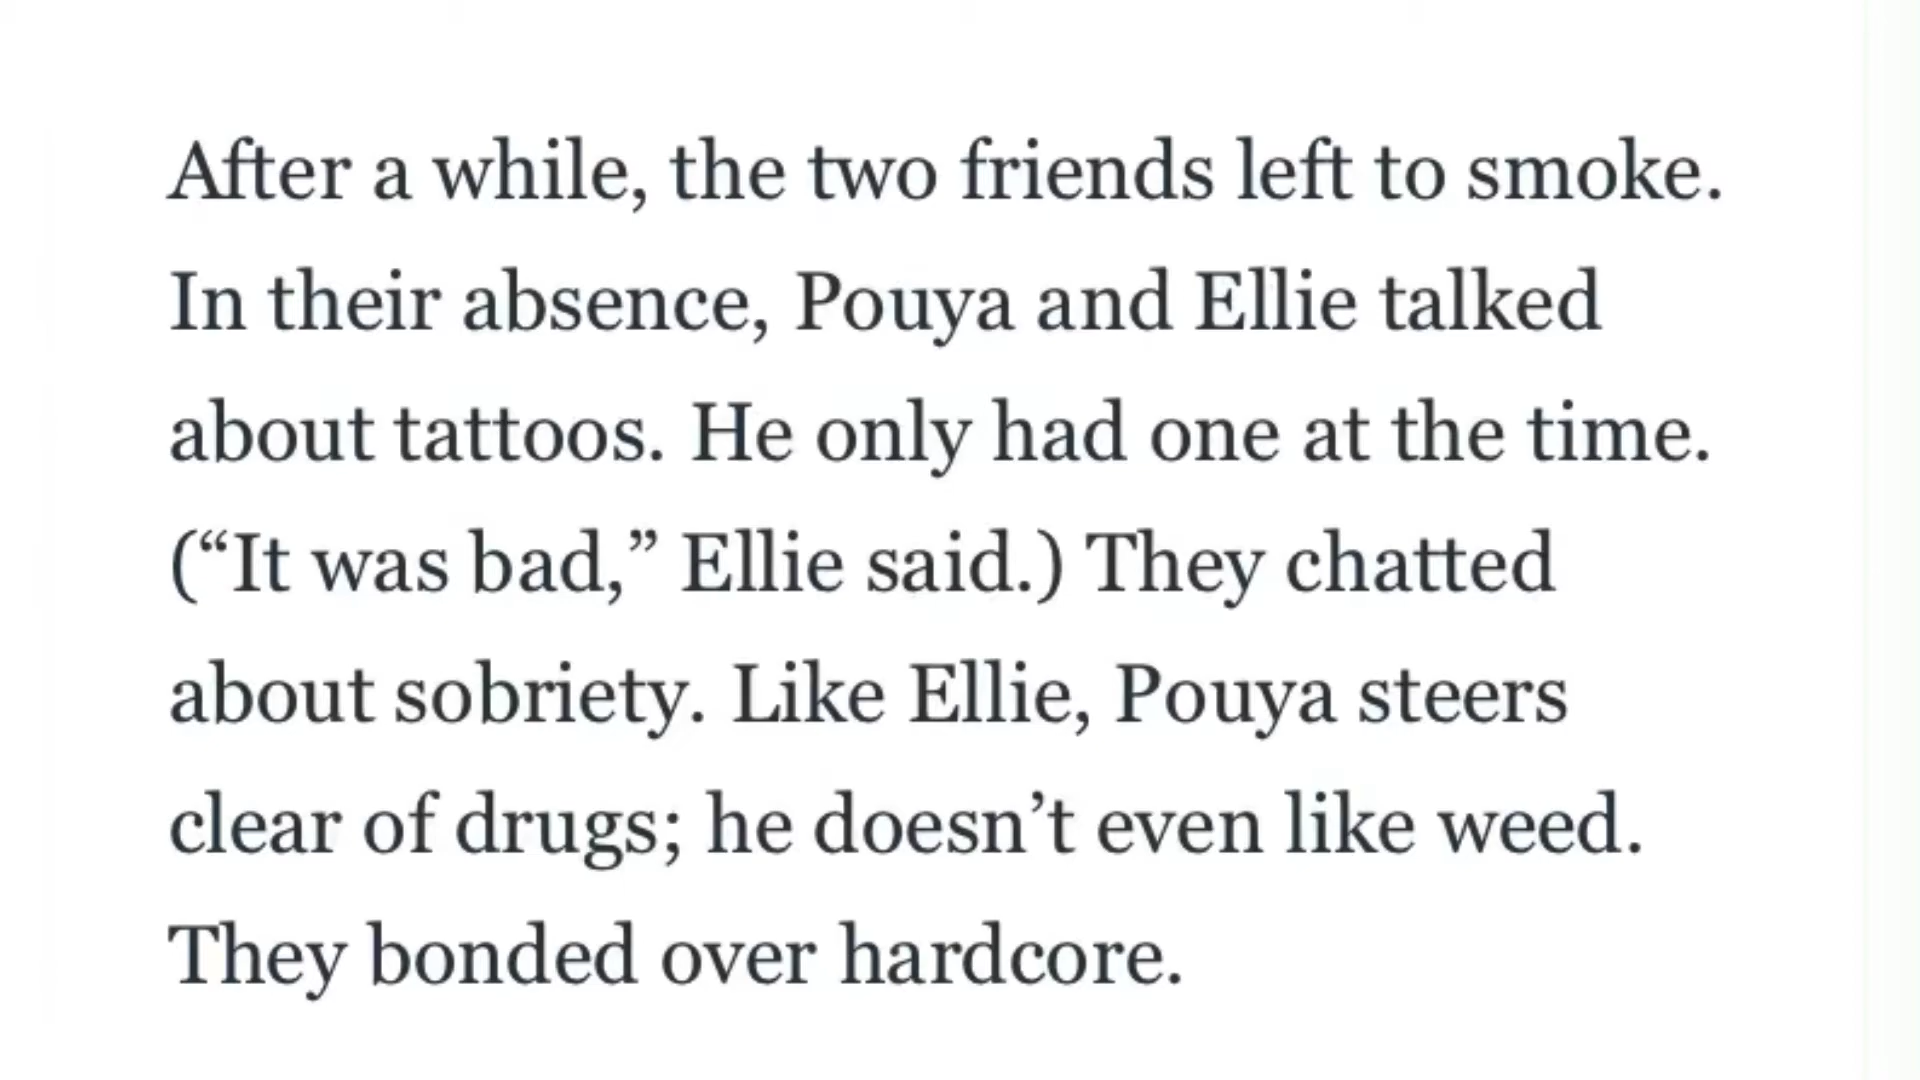 After a while, the two friends left to smoke.
In their absence, Pouya and Ellie talked
about tattoos. He only had one at the time.
(“It was bad,” Ellie said.) They chatted
about sobriety. Like Ellie, Pouya steers
clear of drugs; he doesn’t even like weed.
They bonded over hardcore.